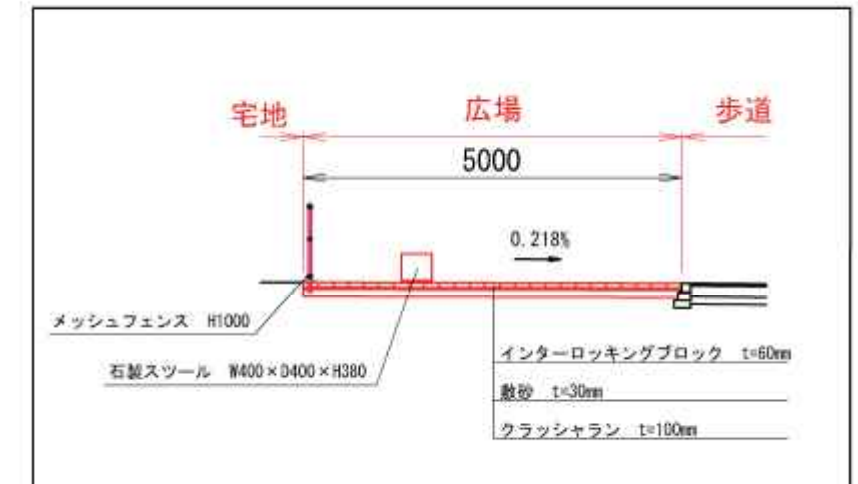 宅地 広場 歩道
5000
0.218%
メッシュフェンス H1000
石製スツール W400×D400×H380
インターロッキングブロック t=60mm
敷砂 t=30mm
クラッシャラン t=100mm